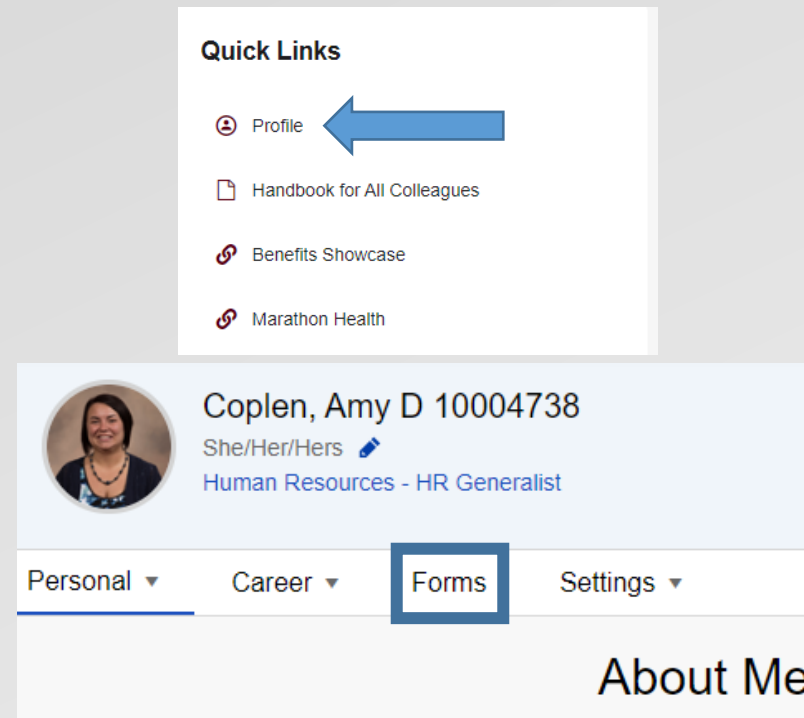 Quick Links
Profile
Handbook for All Colleagues
Benefits Showcase
Marathon Health
Coplen, Amy D 10004738
She/Her/Hers
Human Resources - HR Generalist
Personal Career Forms Settings
About Me